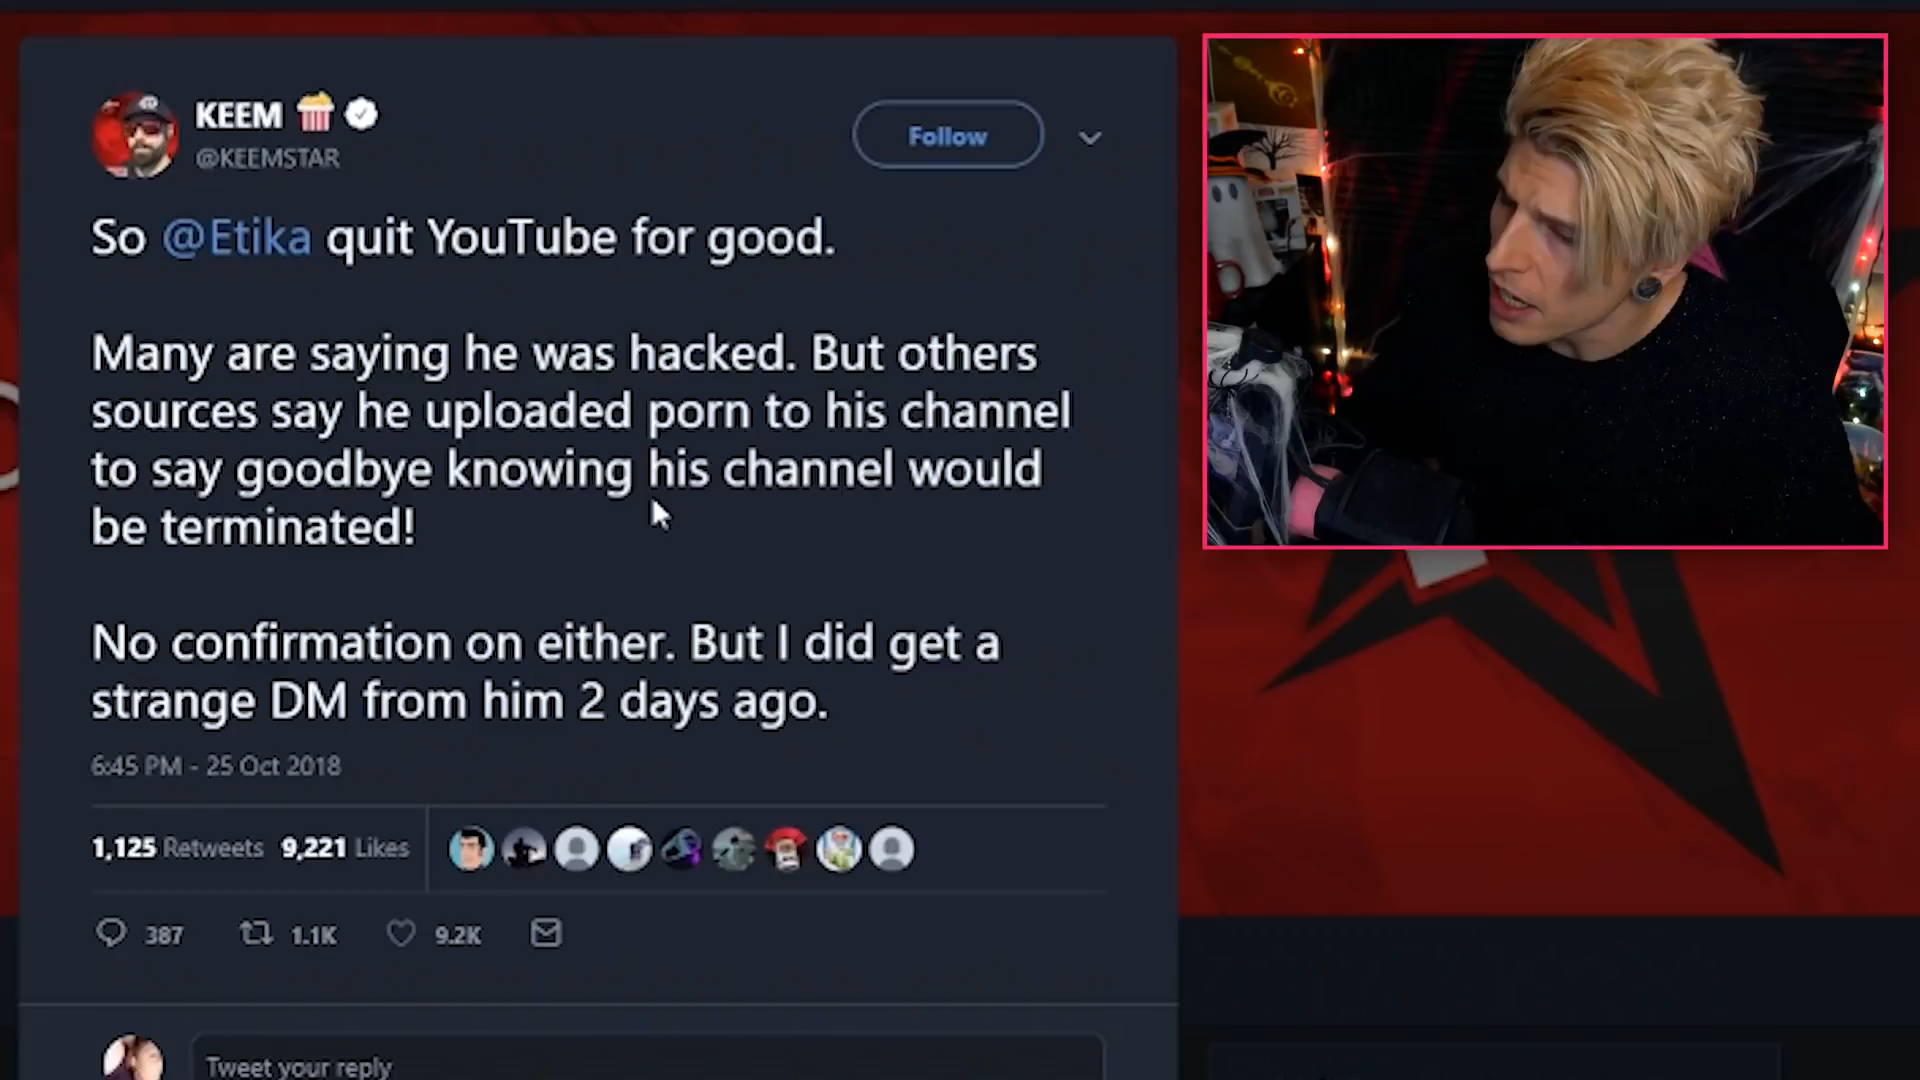 KEEM
@KEEMSTAR
Follow
So @Etika quit YouTube for good.
Many are saying he was hacked. But others
sources say he uploaded porn to his channel
to say goodbye knowing his channel would
be terminated!
No confirmation on either. But I did get a
strange DM from him 2 days ago.
6:45 PM - 25 Oct 2018
1,125 Retweets 9,221 Likes
387 1.1K 9.2K
Tweet your reply